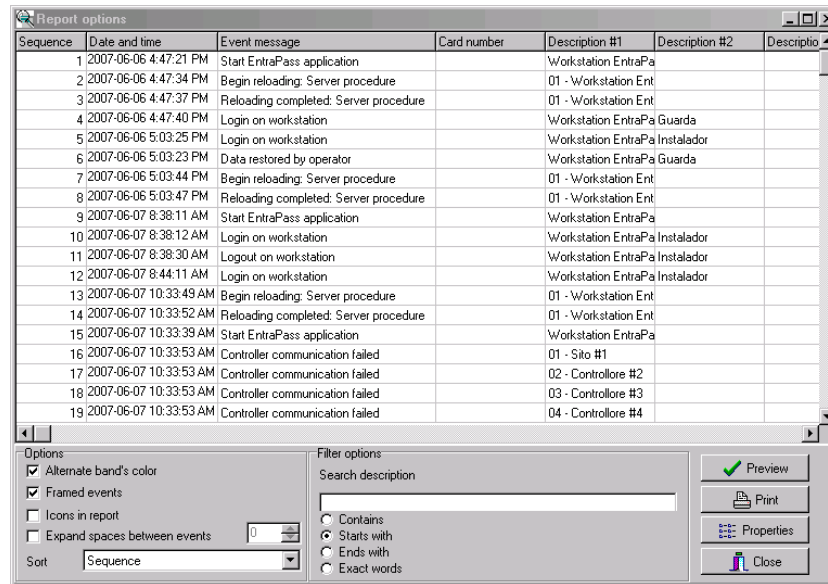 Report options
Sequence Date and time Event message Card number Description #1 Description #2 Descriptio
1 2007-06-06 4:47:21 PM Start EntraPass application Workstation EntraPa
2 2007-06-06 4:47:34 PM Begin reloading: Server procedure 01 - Workstation Ent
3 2007-06-06 4:47:37 PM Reloading completed: Server procedure 01 - Workstation Ent
4 2007-06-06 4:47:40 PM Login on workstation Workstation EntraPa Guarda
5 2007-06-06 5:03:25 PM Login on workstation Workstation EntraPa Instalador
6 2007-06-06 5:03:23 PM Data restored by operator Workstation EntraPa Guarda
7 2007-06-06 5:03:44 PM Begin reloading: Server procedure 01 - Workstation Ent
8 2007-06-06 5:03:47 PM Reloading completed: Server procedure 01 - Workstation Ent
9 2007-06-07 8:38:11 AM Start EntraPass application Workstation EntraPa
10 2007-06-07 8:38:12 AM Login on workstation Workstation EntraPa Instalador
11 2007-06-07 8:38:30 AM Logout on workstation Workstation EntraPa Instalador
12 2007-06-07 8:44:11 AM Login on workstation Workstation EntraPa Instalador
13 2007-06-07 10:33:49 AM Begin reloading: Server procedure 01 - Workstation Ent
14 2007-06-07 10:33:52 AM Reloading completed: Server procedure 01 - Workstation Ent
15 2007-06-07 10:33:39 AM Start EntraPass application Workstation EntraPa
16 2007-06-07 10:33:53 AM Controller communication failed 01 - Sito #1
17 2007-06-07 10:33:53 AM Controller communication failed 02 - Controllore #2
18 2007-06-07 10:33:53 AM Controller communication failed 03 - Controllore #3
19 2007-06-07 10:33:53 AM Controller communication failed 04 - Controllore #4
Options
Alternate band's color
Framed events
Icons in report
Expand spaces between events 0
Sort Sequence
Filter options
Search description
Contains
Starts with
Ends with
Exact words
Preview
Print
Properties
Close